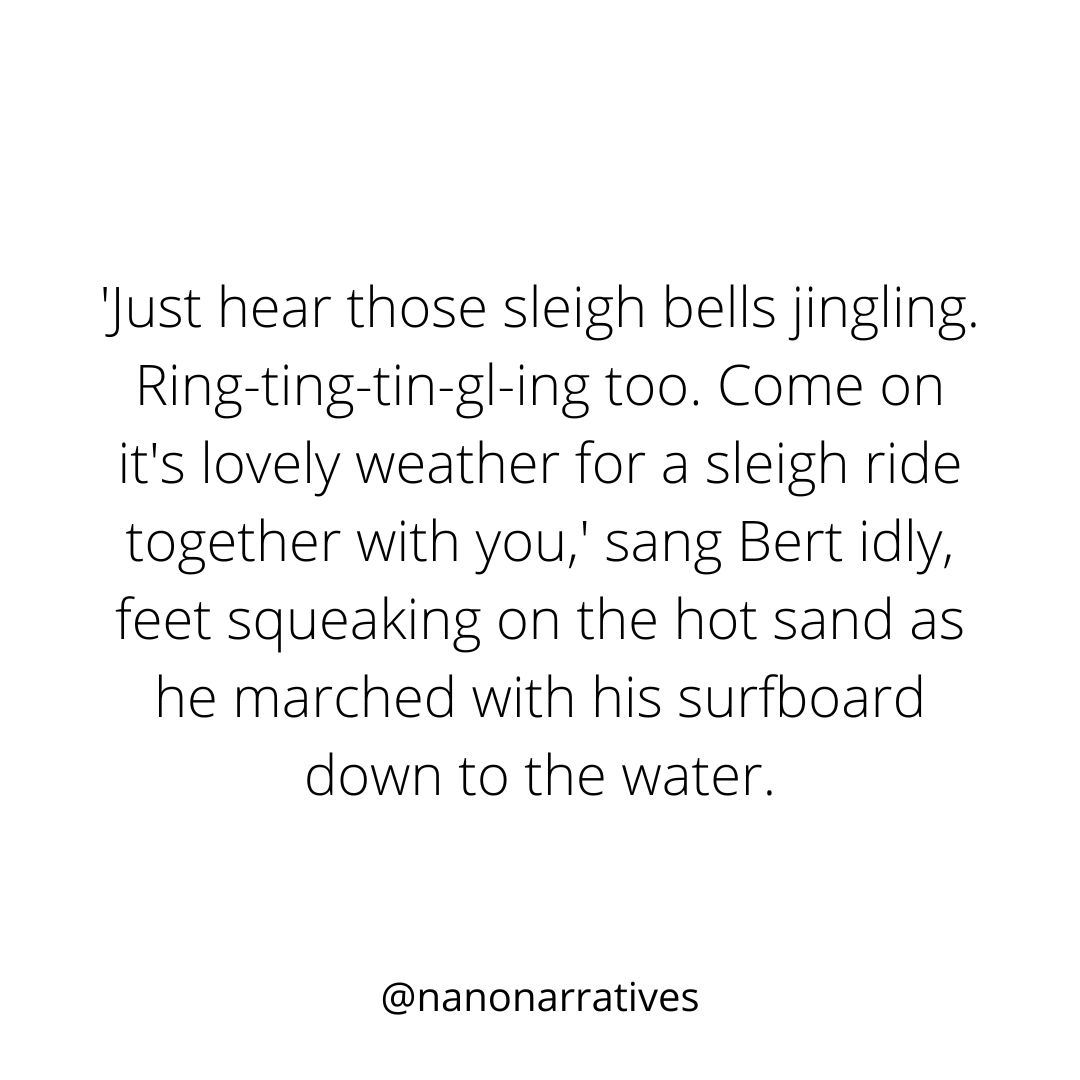 'Just hear those sleigh bells jingling.
Ring-ting-tin-gl-ing too. Come on
it's lovely weather for a sleigh ride
together with you,' sang Bert idly,
feet squeaking on the hot sand as
he marched with his surfboard
down to the water.
@nanonarratives